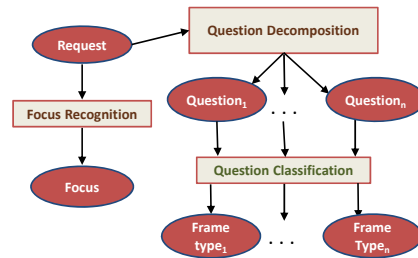 Request
Question Decomposition
Question1
. . .
Questionn
Focus Recognition
Question Classification
Focus
Frame
type1
. . .
Frame
Typen